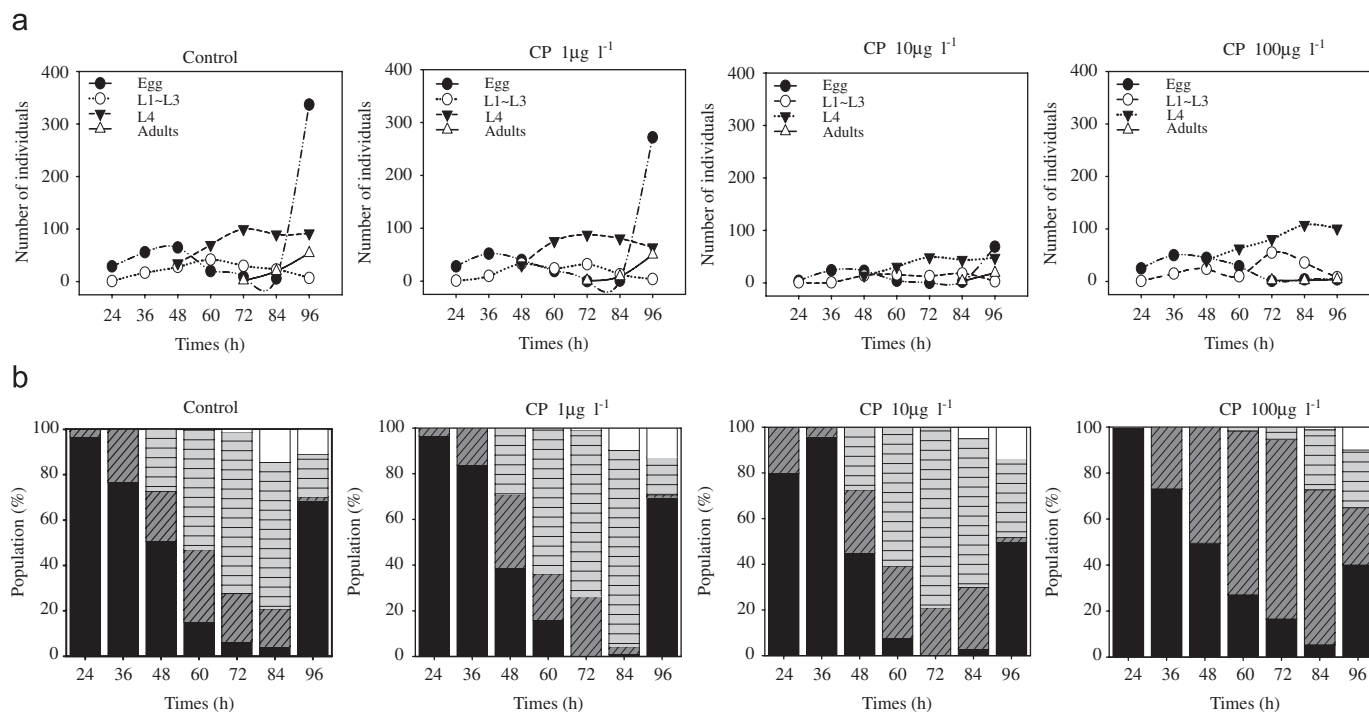 a
Control
400
300
200
100
0
Number of individuals
Egg
L1~L3
L4
Adults
24 36 48 60 72 84 96
Times (h)
CP 1µg l-1
400
300
200
100
0
Number of individuals
Egg
L1~L3
L4
Adults
24 36 48 60 72 84 96
Times (h)
CP 10µg l-1
400
300
200
100
0
Number of individuals
Egg
L1~L3
L4
Adults
24 36 48 60 72 84 96
Times (h)
CP 100µg l-1
400
300
200
100
0
Number of individuals
Egg
L1~L3
L4
Adults
24 36 48 60 72 84 96
Times (h)
b
Control
100
80
60
40
20
0
Population (%)
24 36 48 60 72 84 96
Times (h)
CP 1µg l-1
100
80
60
40
20
0
Population (%)
24 36 48 60 72 84 96
Times (h)
CP 10µg l-1
100
80
60
40
20
0
Population (%)
24 36 48 60 72 84 96
Times (h)
CP 100µg l-1
100
80
60
40
20
0
Population (%)
24 36 48 60 72 84 96
Times (h)